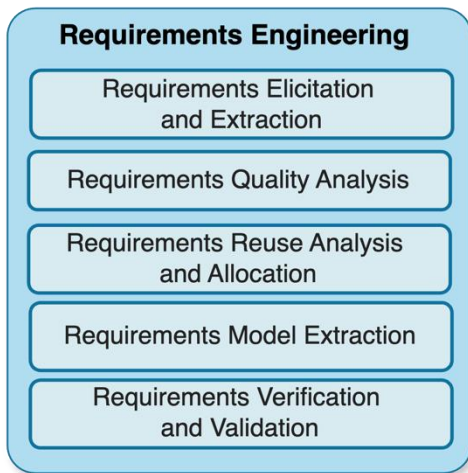 Requirements Engineering
Requirements Elicitation
and Extraction
Requirements Quality Analysis
Requirements Reuse Analysis
and Allocation
Requirements Model Extraction
Requirements Verification
and Validation